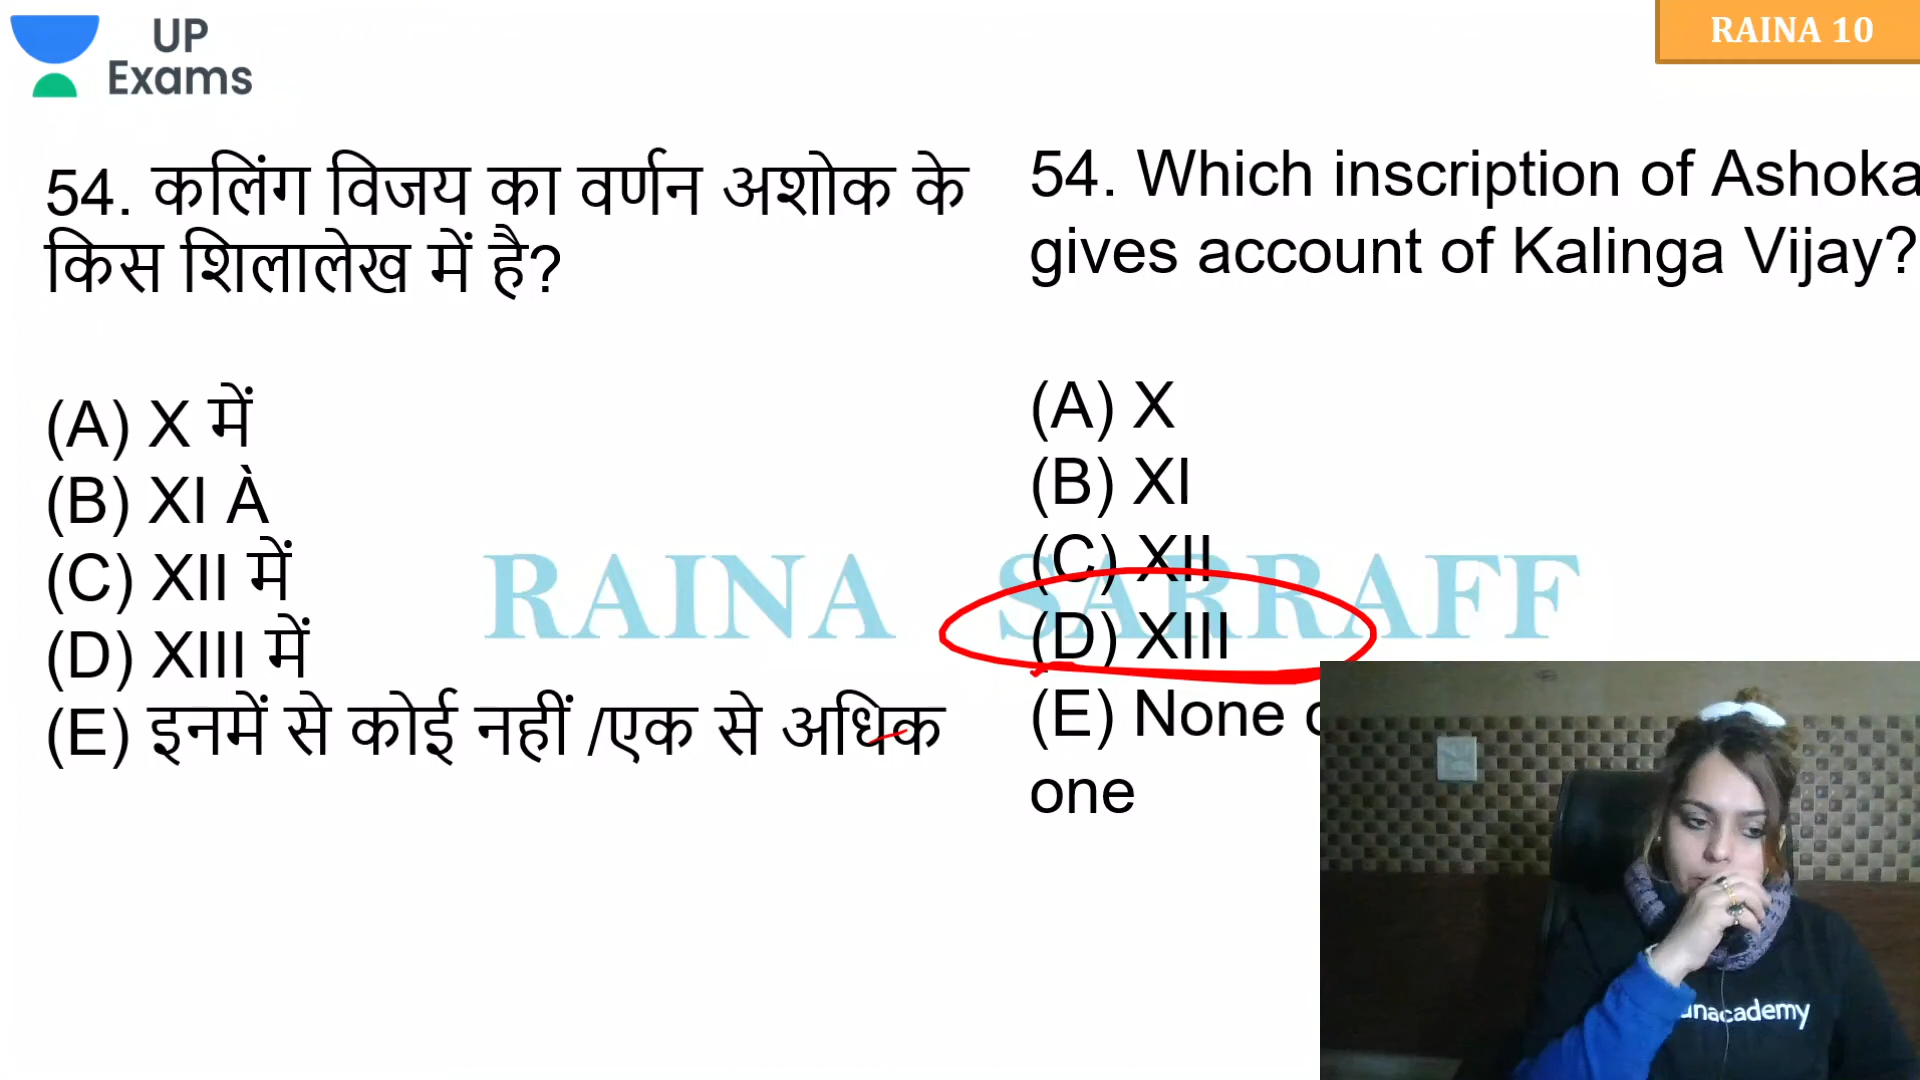 UP
Exams
RAINA 10
54. कलिंग विजय का वर्णन अशोक के
किस शिलालेख में है?
(A) X में
(B) XI À
(C) XII में
(D) XIII में
(E) इनमें से कोई नहीं /एक से अधिक
54. Which inscription of Ashoka
gives account of Kalinga Vijay?
(A) X
(B) XI
(C) XII
(D) XIII
(E) None
one
RAINA SARRAFF
unacademy